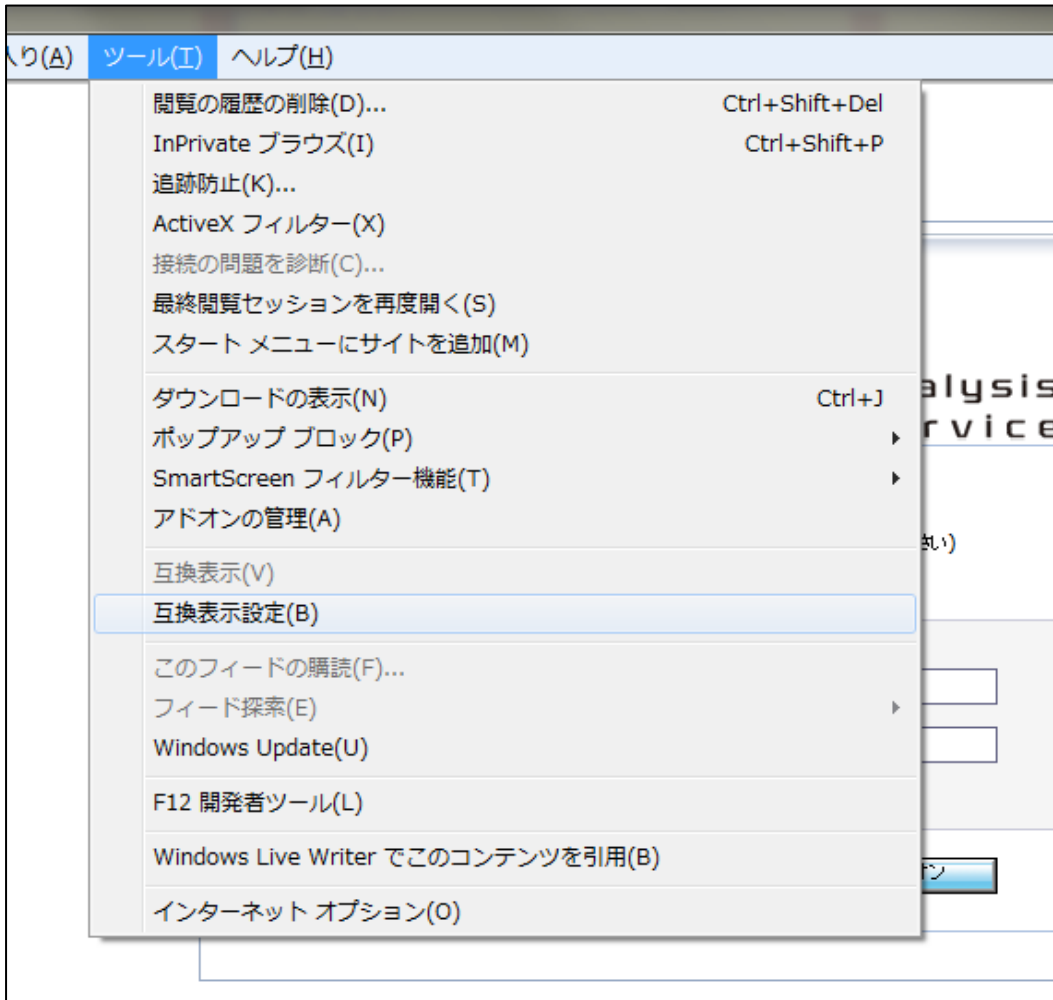 入り(A) ツール(T) ヘルプ(H)
閲覧の履歴の削除(D)... Ctrl+Shift+Del
InPrivate ブラウズ(I) Ctrl+Shift+P
追跡防止(K)...
ActiveX フィルター(X)
接続の問題を診断(C)...
最終閲覧セッションを再度開く(S)
スタート メニューにサイトを追加(M)
ダウンロードの表示(N) Ctrl+J
ポップアップ ブロック(P)
SmartScreen フィルター機能(T)
アドオンの管理(A)
互換表示(V)
互換表示設定(B)
このフィードの購読(F)...
フィード探索(E)
Windows Update(U)
F12 開発者ツール(L)
Windows Live Writer でこのコンテンツを引用(B)
インターネット オプション(O)
alysis
rvice
さい)
オン